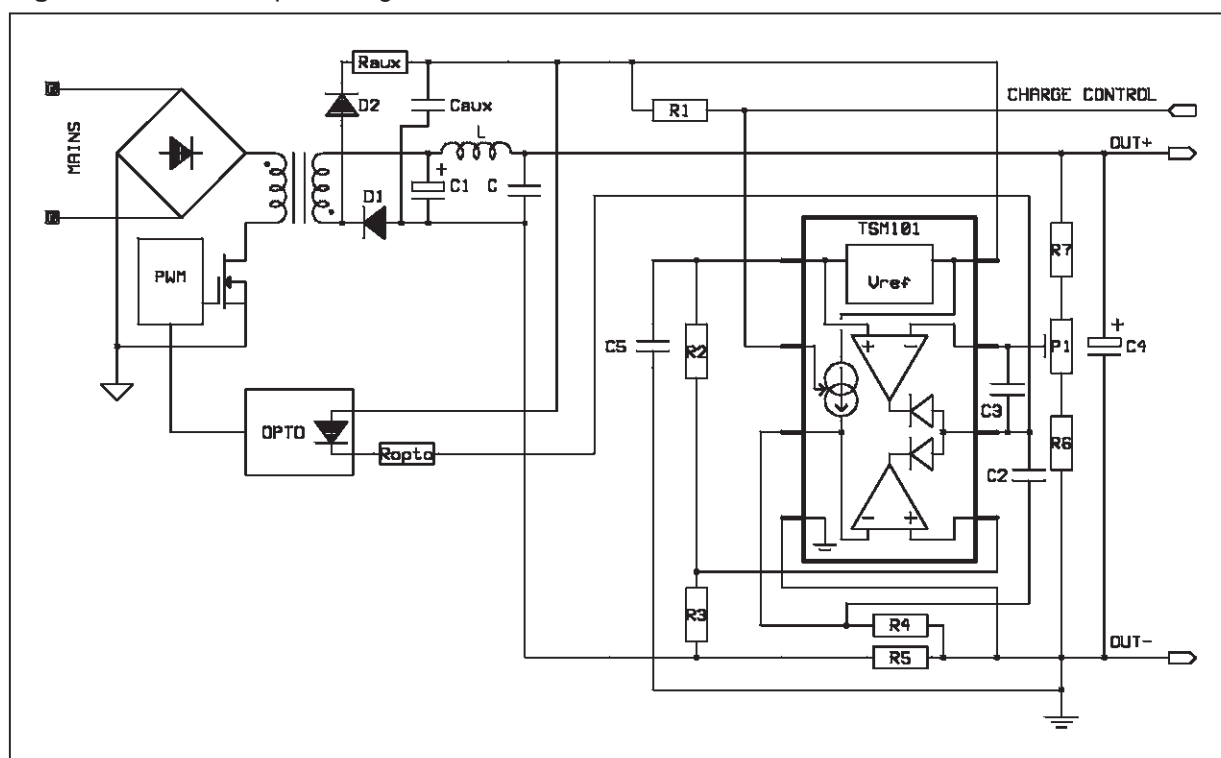 Raux
D2
Caux
R1
CHARGE CONTROL
MAINS
L
OUT+
+
C1
C
D1
TSM101
R7
PWM
Vref
C5
R2
+
−
P1
+
C4
C3
OPTO
Ropto
R6
C2
−
+
R3
R4
R5
OUT-